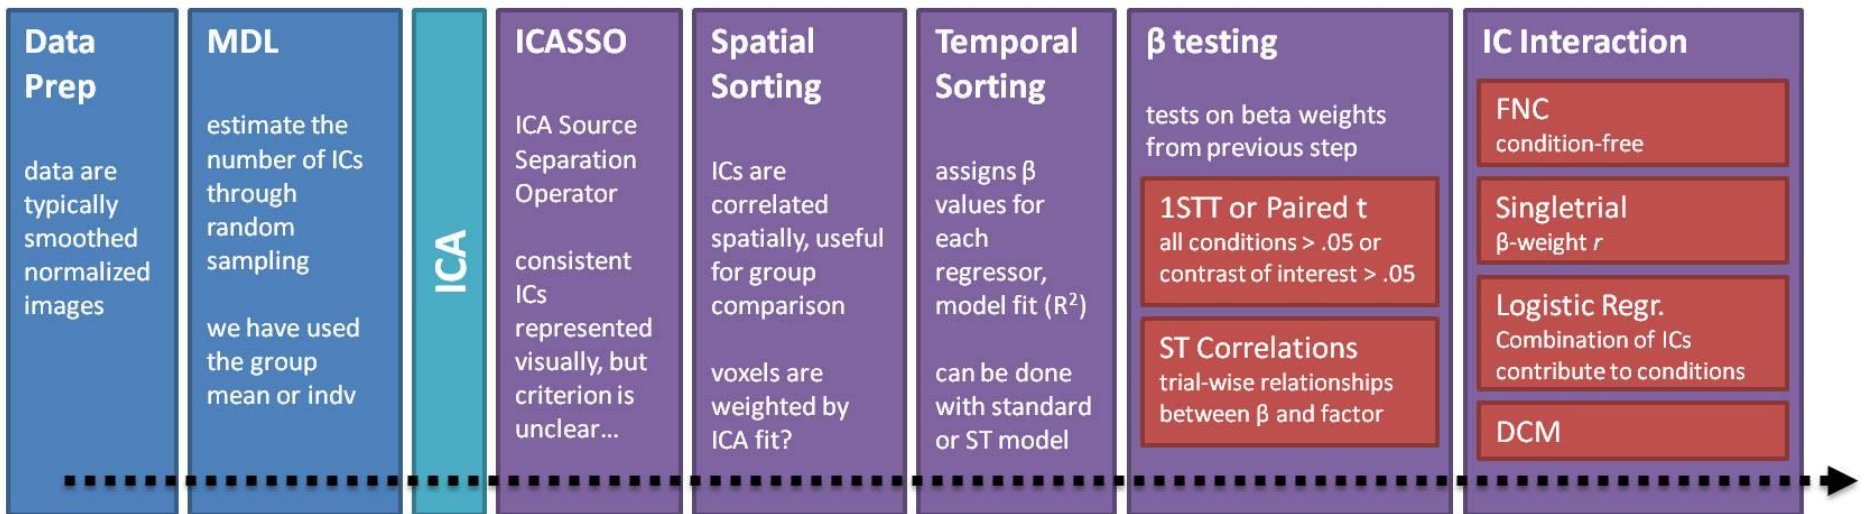 Data
Prep
data are
typically
smoothed
normalized
images
MDL
estimate the
number of ICs
through
random
sampling
we have used
the group
mean or indv
ICA
ICASSO
ICA Source
Separation
Operator
consistent
ICs
represented
visually, but
criterion is
unclear...
Spatial
Sorting
ICs are
correlated
spatially, useful
for group
comparison
voxels are
weighted by
ICA fit?
Temporal
Sorting
assigns β
values for
each
regressor,
model fit (R²)
can be done
with standard
or ST model
β testing
tests on beta weights
from previous step
1STT or Paired t
all conditions > .05 or
contrast of interest > .05
ST Correlations
trial-wise relationships
between β and factor
IC Interaction
FNC
condition-free
Singletrial
β-weight r
Logistic Regr.
Combination of ICs
contribute to conditions
DCM